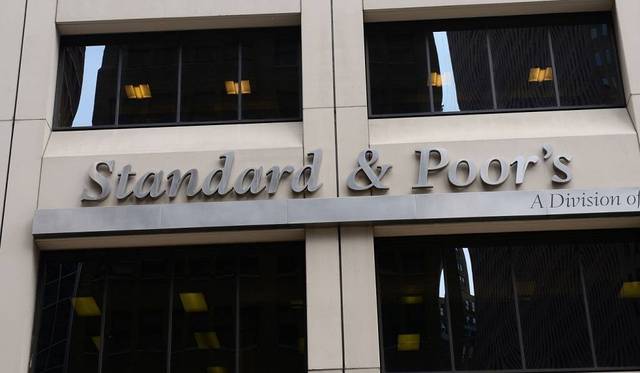 Standard & Poor's
A Division of